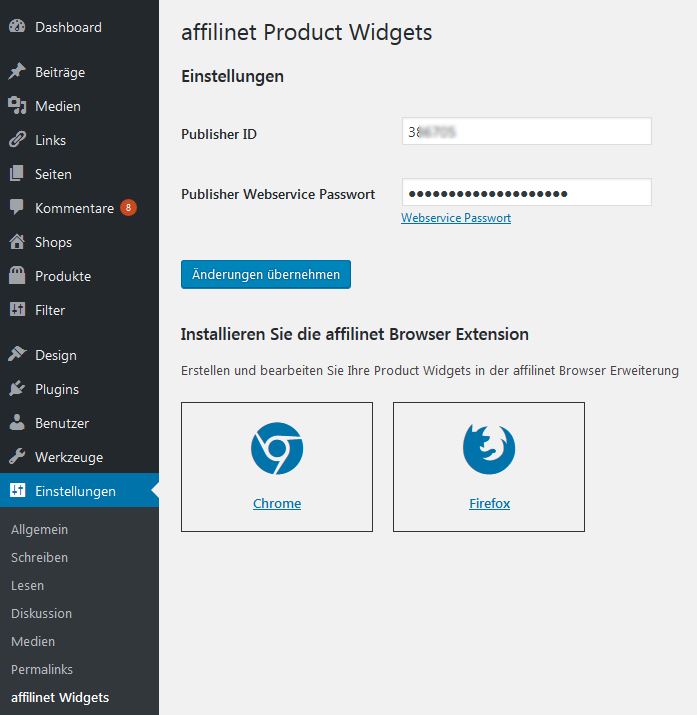 Dashboard
Beiträge
Medien
Links
Seiten
Kommentare 8
Shops
Produkte
Filter
Design
Plugins
Benutzer
Werkzeuge
Einstellungen
Allgemein
Schreiben
Lesen
Diskussion
Medien
Permalinks
affilinet Widgets
affilinet Product Widgets
Einstellungen
Publisher ID
Publisher Webservice Passwort
●●●●●●●●●●●●●●●●●●●●
Webservice Passwort
Änderungen übernehmen
Installieren Sie die affilinet Browser Extension
Erstellen und bearbeiten Sie Ihre Product Widgets in der affilinet Browser Erweiterung
Chrome
Firefox